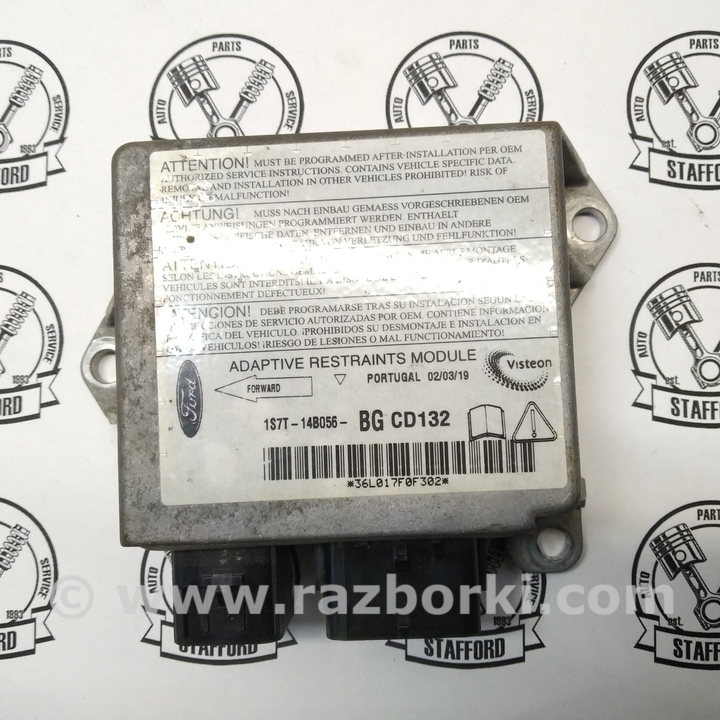 ATTENTION! MUST BE PROGRAMMED AFTER INSTALLATION PER OEM
AUTHORIZED SERVICE INSTRUCTIONS. CONTAINS VEHICLE SPECIFIC DATA.
REMOVAL AND INSTALLATION IN OTHER VEHICLES PROHIBITED! RISK OF
MALFUNCTION!
ACHTUNG! MUSS NACH EINBAU GEMAESS VORGESCHRIEBENEN OEM
PROGRAMMIERT WERDEN. ENTHAELT
DATEN. ENTFERNEN UND EINBAU IN ANDERE
VERLETZUNG UND FEHLFUNKTION!
MONTAGE
SELON LES
VEHICULES SONT INTERDITS!
FONCTIONNEMENT DEFECTUEUX!
ATENCION! DEBE PROGRAMARSE TRAS SU INSTALACION SEGUN
DE SERVICIO AUTORIZADAS POR OEM. CONTIENE INFORMACION
DEL VEHICULO. ¡PROHIBIDOS SU DESMONTAJE E INSTALACION EN
VEHICULOS! ¡RIESGO DE LESIONES O MAL FUNCIONAMIENTO!
ADAPTIVE RESTRAINTS MODULE
Visteon
Ford
FORWARD
PORTUGAL 02/03/19
1S7T-14B056- BG CD132
*36L017F0F302*
© www.razborki.com
PARTS
SERVICE
AUTO
est.
1993
STAFFORD